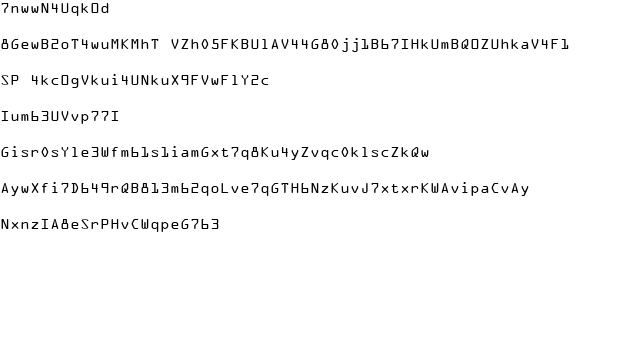 7nwwN4UqkOd
8GewB2oT4wuMKMhT VZh05FKBUlAV44G80jj1B67IHkUmBQOZUhkaV4F1
SP 4kcOgVkui4UNkuX9FVwFlY2c
Ium63UVvp77I
Gisr0sYle3Wfm61s1iamGxt7q8Ku4yZvqc0klscZkQw
AywXfi7D649rQB813m62qoLve7qGTH6NzKuvJ7xtxrKWAvipaCvAy
NxnzIA8eSrPHvCWqpeG763